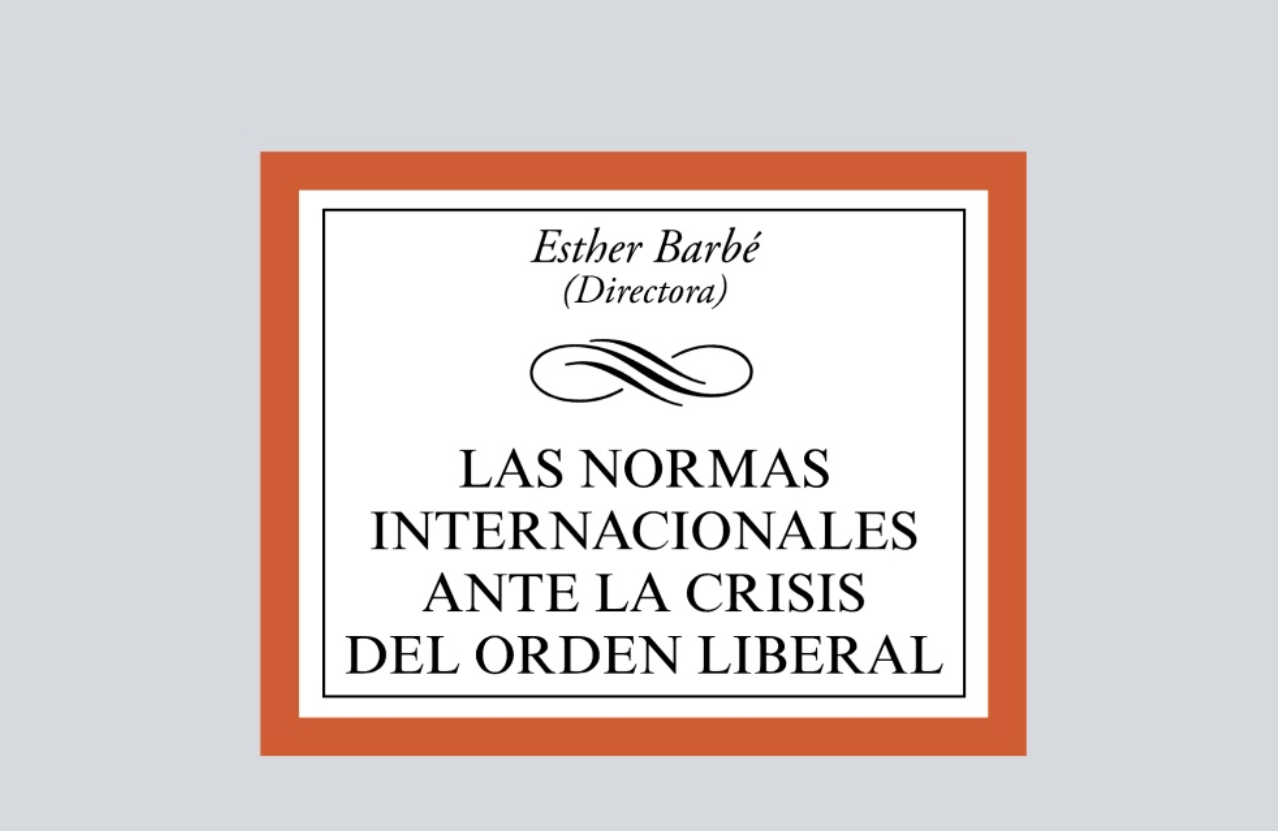 Esther Barbé
(Directora)
LAS NORMAS
INTERNACIONALES
ANTE LA CRISIS
DEL ORDEN LIBERAL